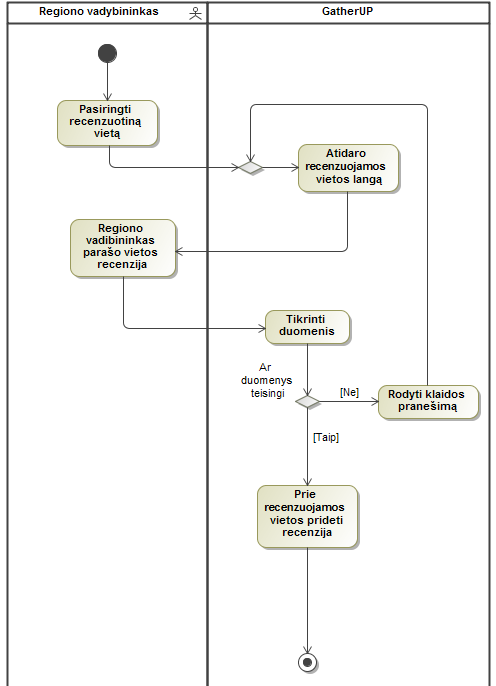 Regiono vadybininkas
GatherUP
Pasiringti
recenzuotiną
vietą
Atidaro
recenzuojamos
vietos langą
Regiono
vadibininkas
parašo vietos
recenzija
Tikrinti
duomenis
Ar
duomenys
teisingi
[Ne]
Rodyti klaidos
pranešimą
[Taip]
Prie
recenzuojamos
vietos prideti
recenzija